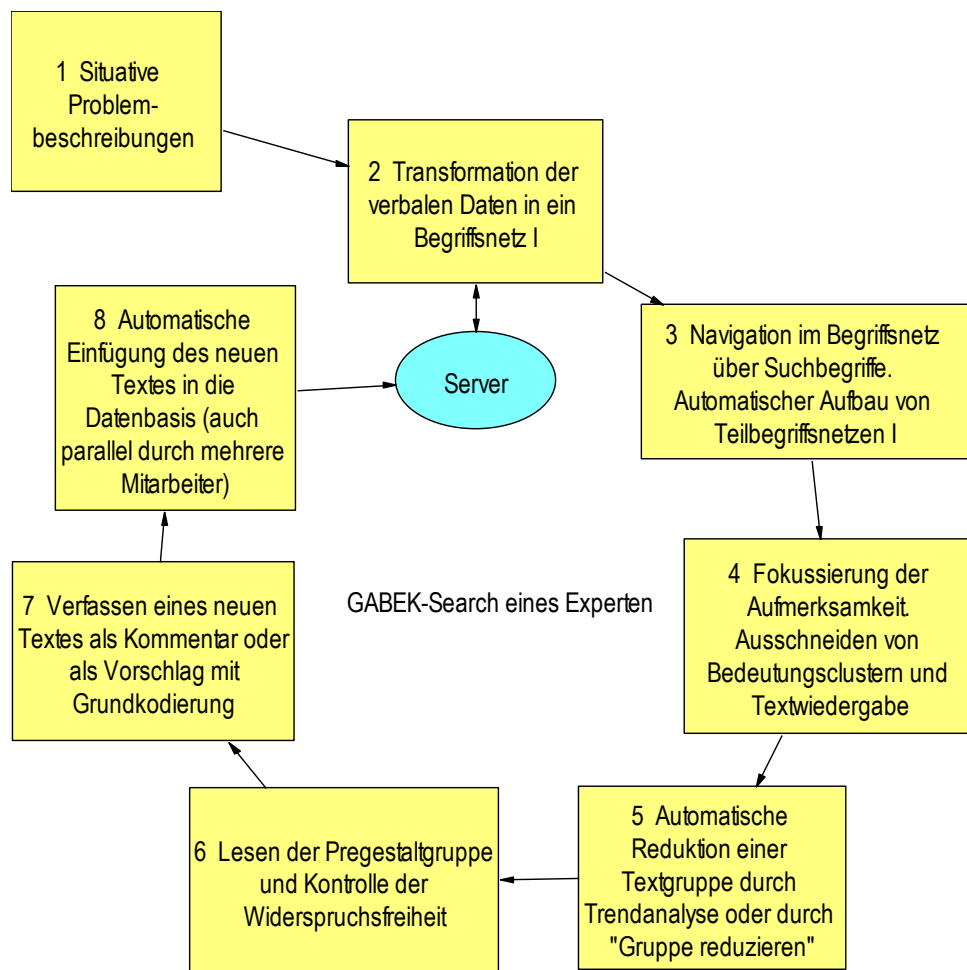 1 Situative
Problem-
beschreibungen
2 Transformation der
verbalen Daten in ein
Begriffsnetz I
3 Navigation im Begriffsnetz
über Suchbegriffe.
Automatischer Aufbau von
Teilbegriffsnetzen I
4 Fokussierung der
Aufmerksamkeit.
Ausschneiden von
Bedeutungsclustern und
Textwiedergabe
5 Automatische
Reduktion einer
Textgruppe durch
Trendanalyse oder durch
"Gruppe reduzieren"
6 Lesen der Pregestaltgruppe
und Kontrolle der
Widerspruchsfreiheit
7 Verfassen eines neuen
Textes als Kommentar oder
als Vorschlag mit
Grundkodierung
8 Automatische
Einfügung des neuen
Textes in die
Datenbasis (auch
parallel durch mehrere
Mitarbeiter)
Server
GABEK-Search eines Experten